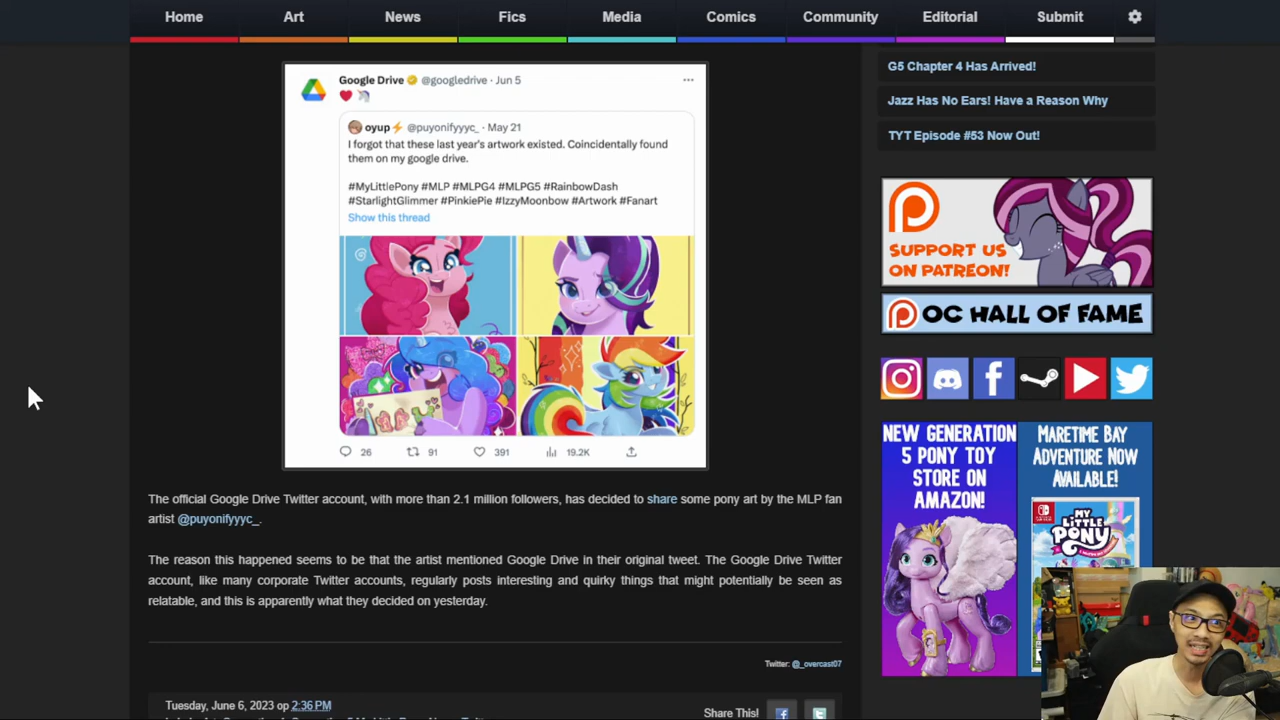 Home
Art
News
Fics
Media
Comics
Community
Editorial
Submit
Google Drive @googledrive · Jun 5
oyup⚡ @puyonifyyyc_ · May 21
I forgot that these last year's artwork existed. Coincidentally found
them on my google drive.
#MyLittlePony #MLP #MLPG4 #MLPG5 #RainbowDash
#StarlightGlimmer #PinkiePie #IzzyMoonbow #Artwork #Fanart
Show this thread
26
91
391
19.2K
The official Google Drive Twitter account, with more than 2.1 million followers, has decided to share some pony art by the MLP fan
artist @puyonifyyyc_.
The reason this happened seems to be that the artist mentioned Google Drive in their original tweet. The Google Drive Twitter
account, like many corporate Twitter accounts, regularly posts interesting and quirky things that might potentially be seen as
relatable, and this is apparently what they decided on yesterday.
Twitter: @_overcast07
Tuesday, June 6, 2023 op 2:36PM
Share This!
G5 Chapter 4 Has Arrived!
Jazz Has No Ears! Have a Reason Why
TYT Episode #53 Now Out!
SUPPORT US
ON PATREON!
OC HALL OF FAME
NEW GENERATION
5 PONY TOY
STORE ON
AMAZON!
MARETIME BAY
ADVENTURE NOW
AVAILABLE!
MY LITTLE
PONY